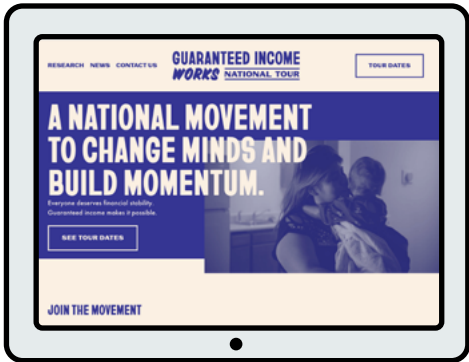 RESEARCH NEWS CONTACT US
GUARANTEED INCOME
WORKS NATIONAL TOUR
TOUR DATES
A NATIONAL MOVEMENT
TO CHANGE MINDS AND
BUILD MOMENTUM.
Everyone deserves financial stability.
Guaranteed income makes it possible.
SEE TOUR DATES
JOIN THE MOVEMENT